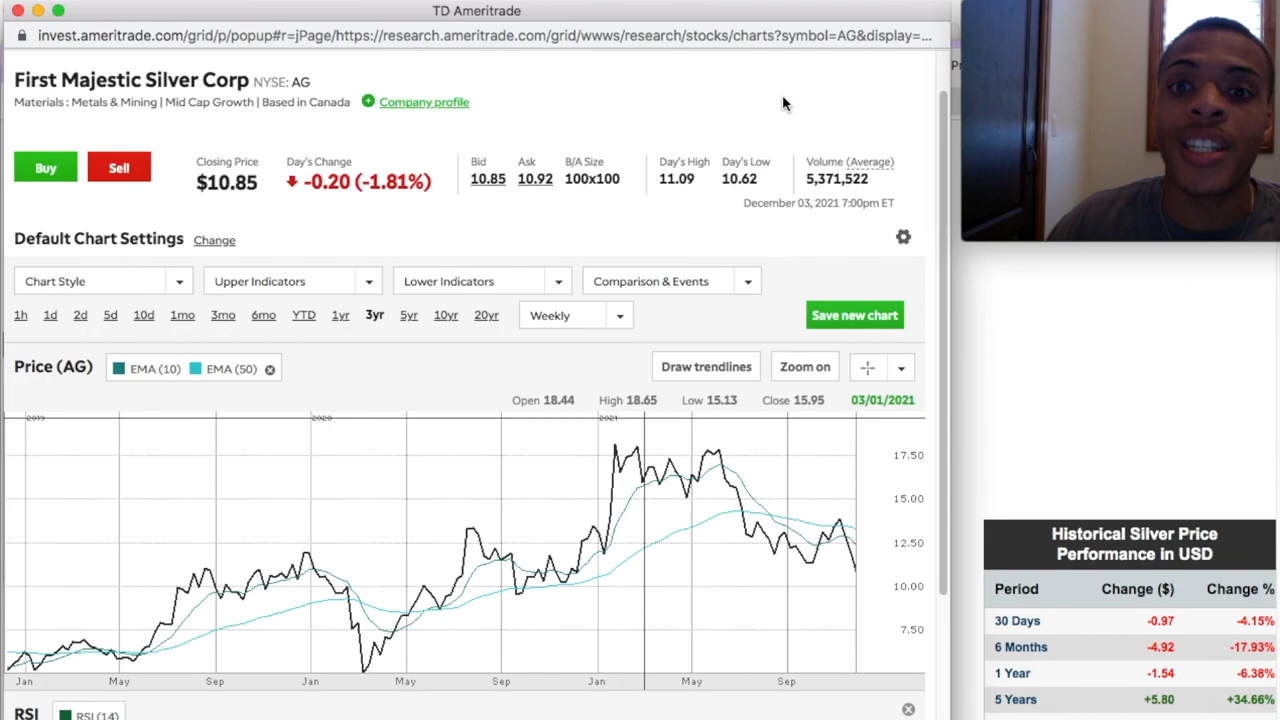 TD Ameritrade
invest.ameritrade.com/grid/p/popup#r=jPage/https://research.ameritrade.com/grid/wwws/research/stocks/charts?symbol=AG&display=...
First Majestic Silver Corp NYSE: AG
Materials : Metals & Mining | Mid Cap Growth | Based in Canada Company profile
Buy Sell
Closing Price Day's Change Bid Ask B/A Size Day's High Day's Low Volume (Average)
$10.85 -0.20 (-1.81%) 10.85 10.92 100x100 11.09 10.62 5,371,522
December 03, 2021 7:00pm ET
Default Chart Settings Change
Chart Style Upper Indicators Lower Indicators Comparison & Events
1h 1d 2d 5d 10d 1mo 3mo 6mo YTD 1yr 3yr 5yr 10yr 20yr Weekly Save new chart
Price (AG) EMA (10) EMA (50) Draw trendlines Zoom on
Open 18.44 High 18.65 Low 15.13 Close 15.95 03/01/2021
2019 2020 2021
17.50
15.00
12.50
10.00
7.50
Jan May Sep Jan May Sep Jan May Sep
RSI RSI (14)
Historical Silver Price
Performance in USD
Period Change ($) Change %
30 Days -0.97 -4.15%
6 Months -4.92 -17.93%
1 Year -1.54 -6.38%
5 Years +5.80 +34.66%